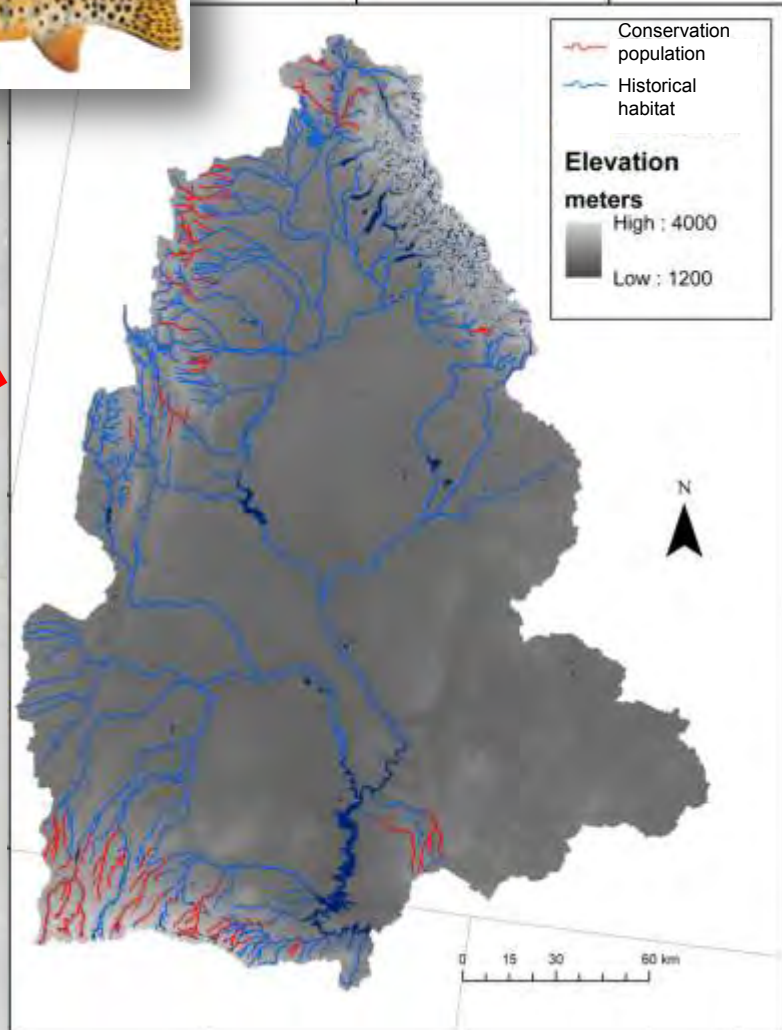 Conservation
population
Historical
habitat
Elevation
meters
High : 4000
Low : 1200
N
0 15 30 60 km